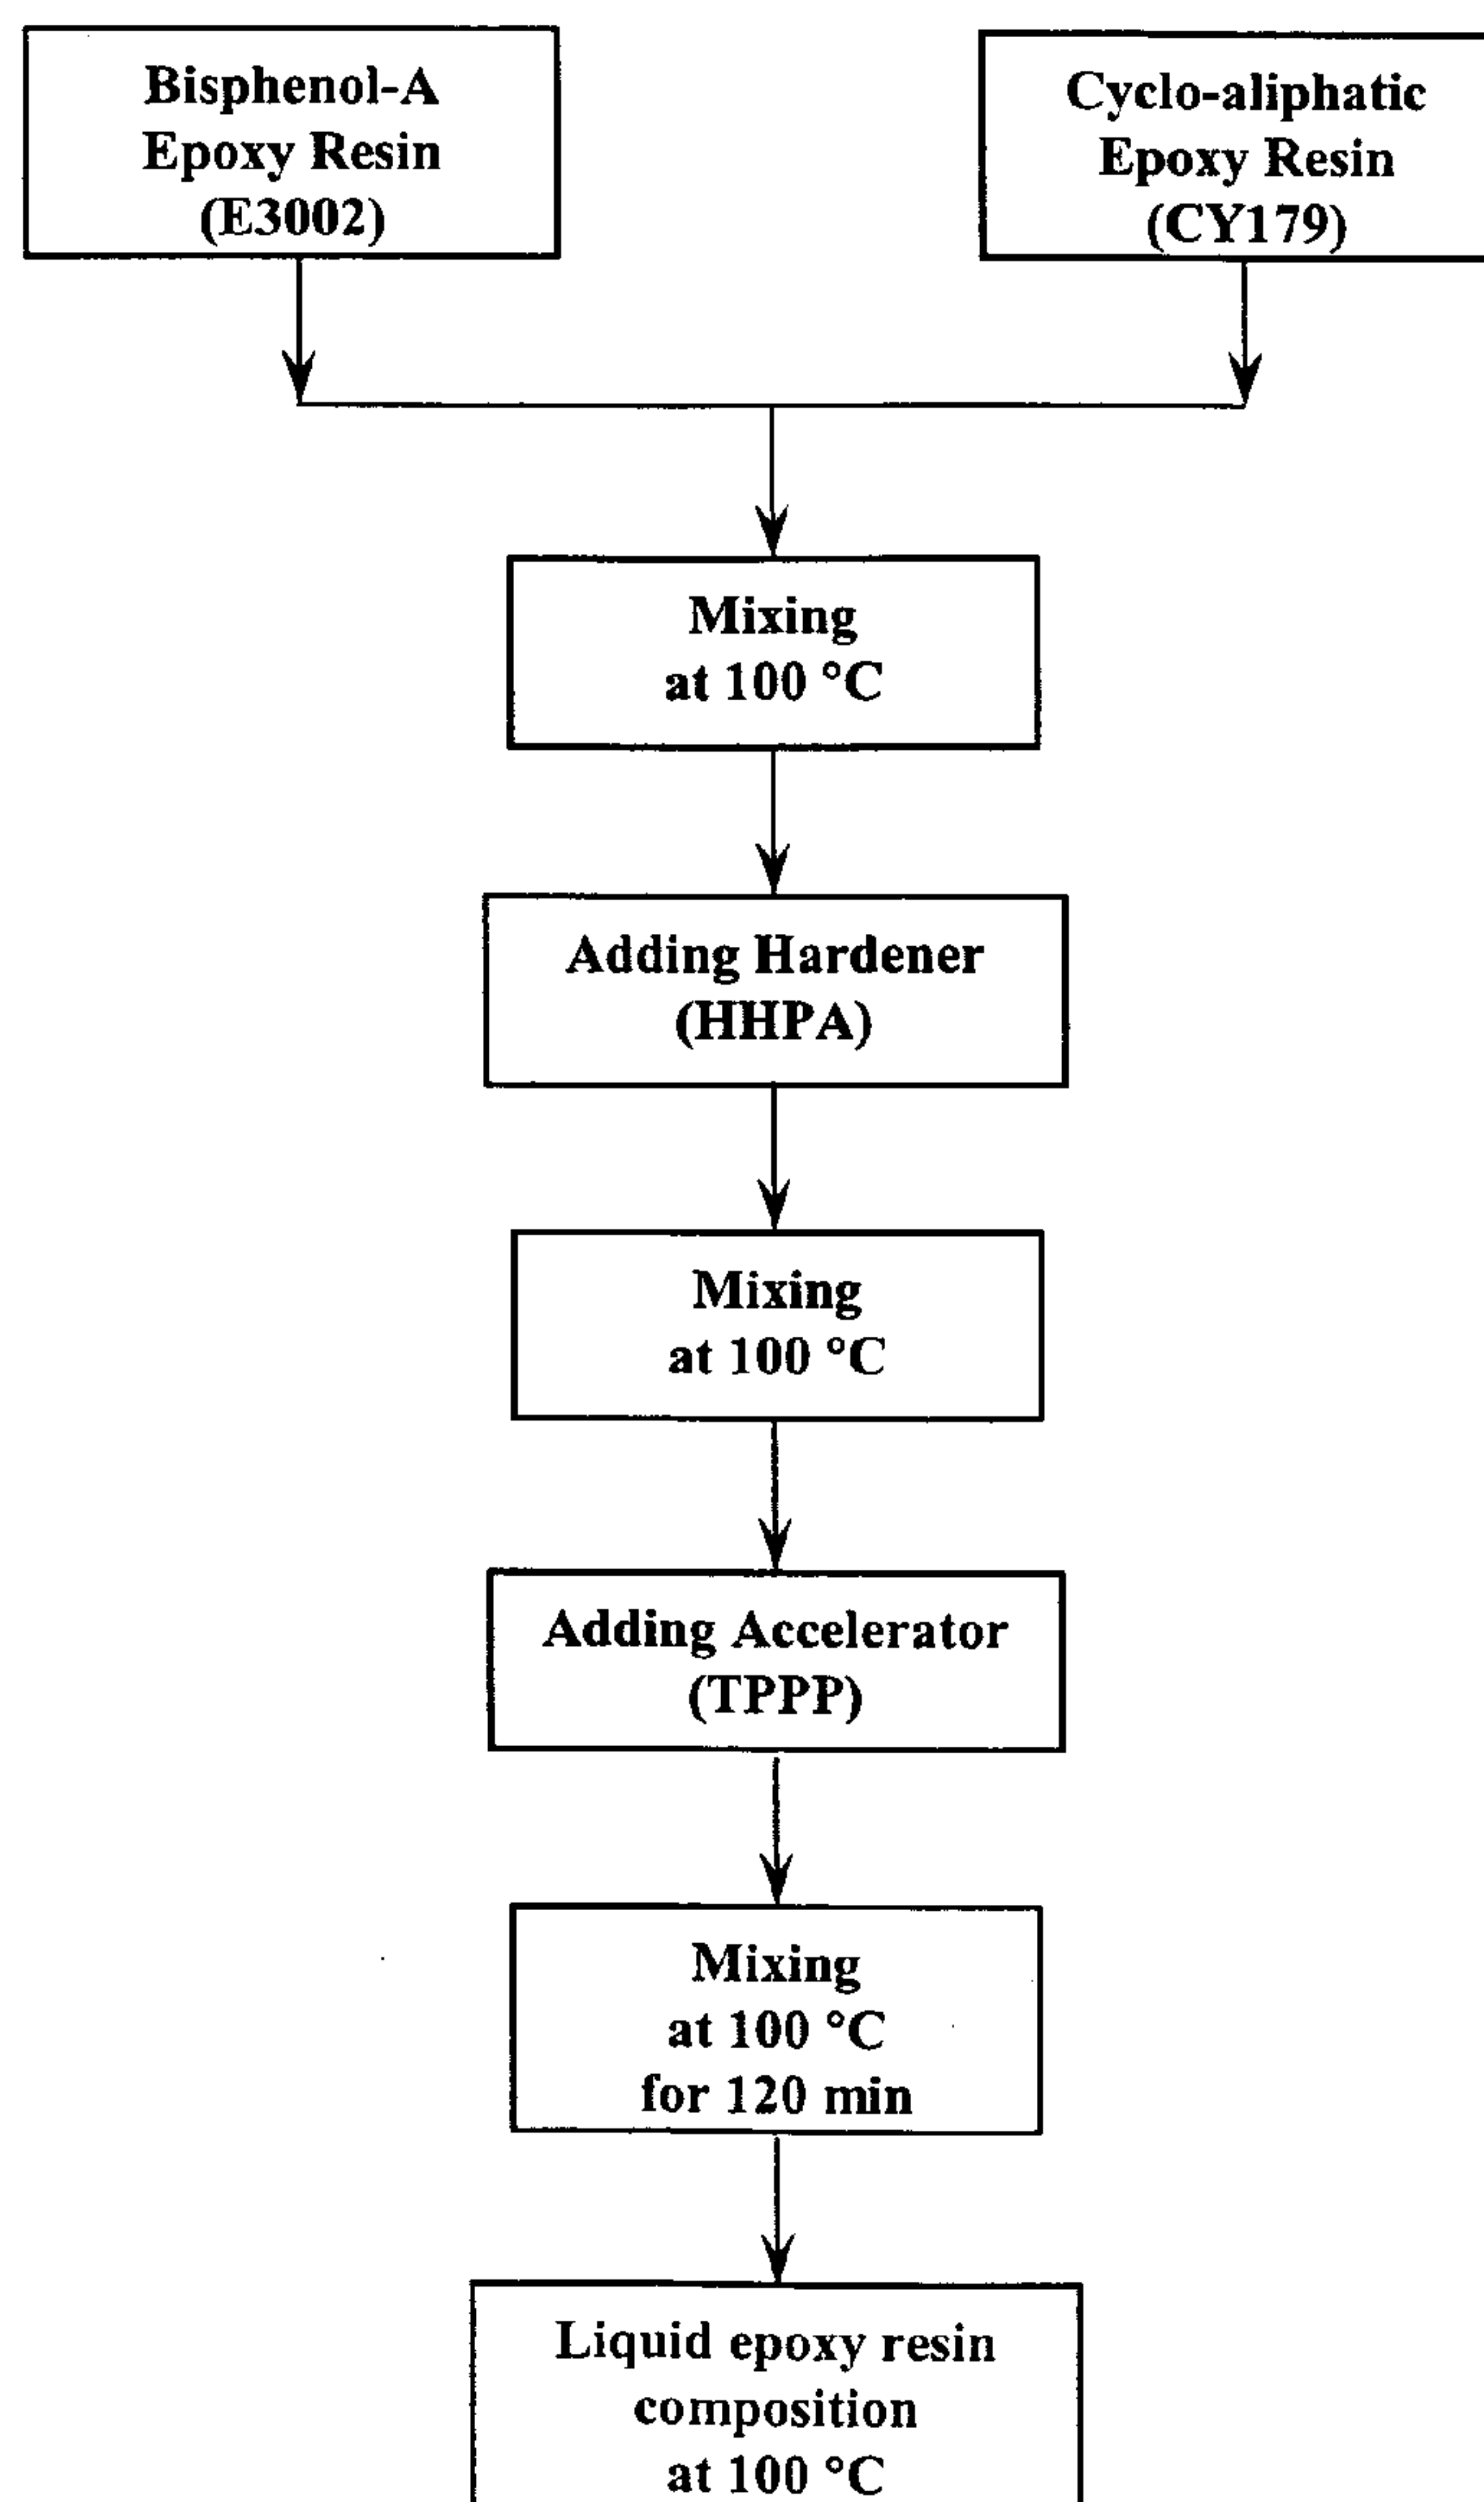 Bisphenol-A
Epoxy Resin
(E3002)
Cyclo-aliphatic
Epoxy Resin
(CY179)
Mixing
at 100 °C
Adding Hardener
(HHPA)
Mixing
at 100 °C
Adding Accelerator
(TPPP)
Mixing
at 100 °C
for 120 min
Liquid epoxy resin
composition
at 100 °C